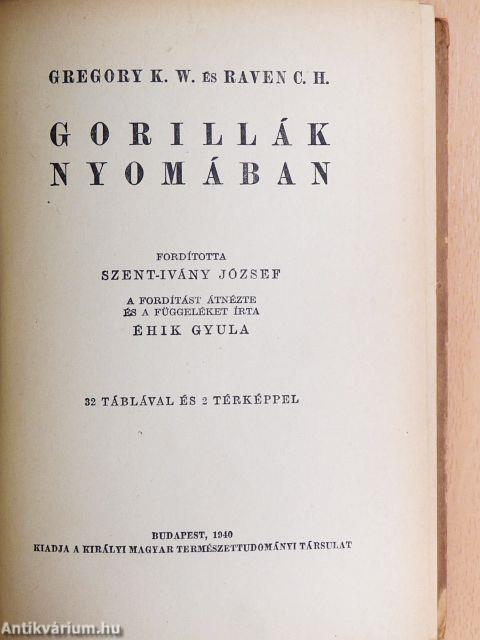 GREGORY K. W. ÉS RAVEN C. H.
GORILLÁK
NYOMÁBAN
FORDÍTOTTA
SZENT-IVÁNY JÓZSEF
A FORDÍTÁST ÁTNÉZTE
ÉS A FÜGGELÉKET ÍRTA
ÉHIK GYULA
32 TÁBLÁVAL ÉS 2 TÉRKÉPPEL
BUDAPEST, 1940
KIADJA A KIRÁLYI MAGYAR TERMÉSZETTUDOMÁNYI TÁRSULAT
Antikvárium.hu